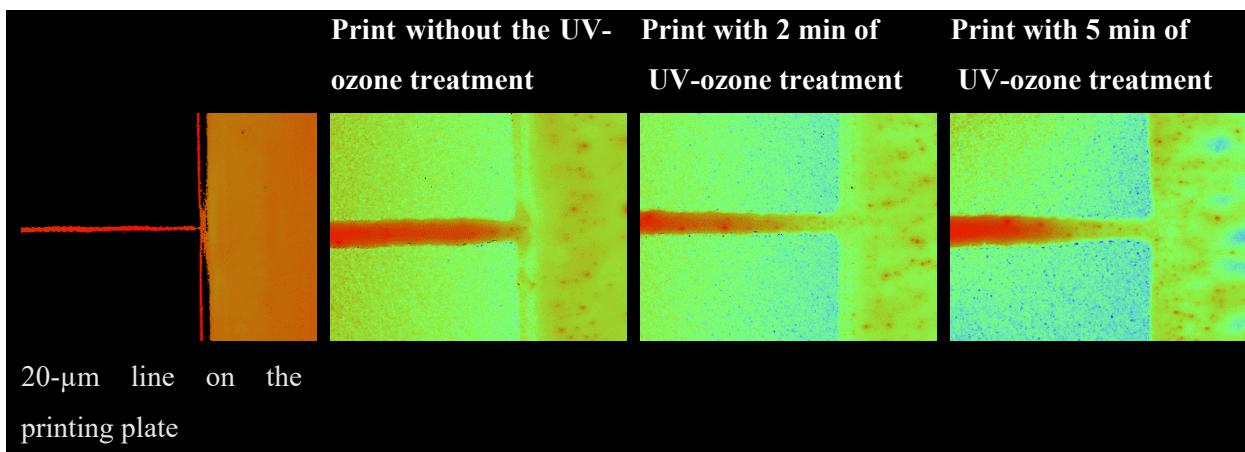 Print without the UV-
ozone treatment
Print with 2 min of
UV-ozone treatment
Print with 5 min of
UV-ozone treatment
20-µm line on the
printing plate